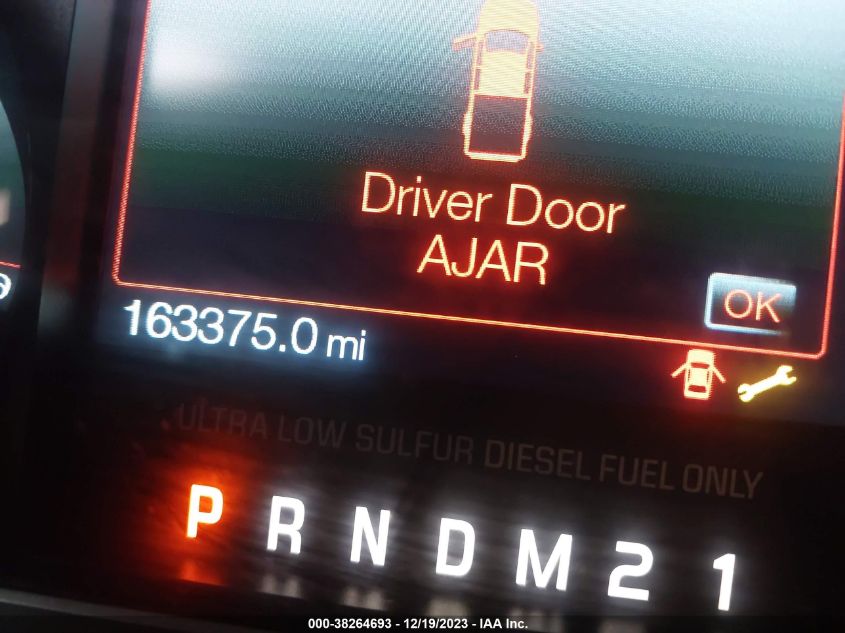 Driver Door
AJAR
OK
163375.0 mi
ULTRA LOW SULFUR DIESEL FUEL ONLY
P R N D M 2 1
000-38264693 - 12/19/2023 - IAA Inc.